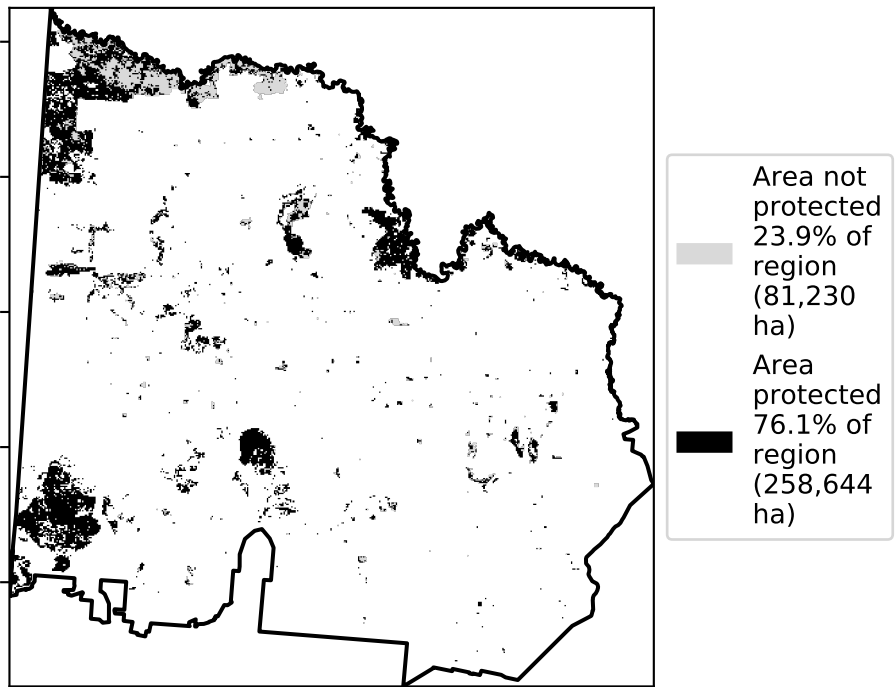 Area not
protected
23.9% of
region
(81,230
ha)
Area
protected
76.1% of
region
(258,644
ha)